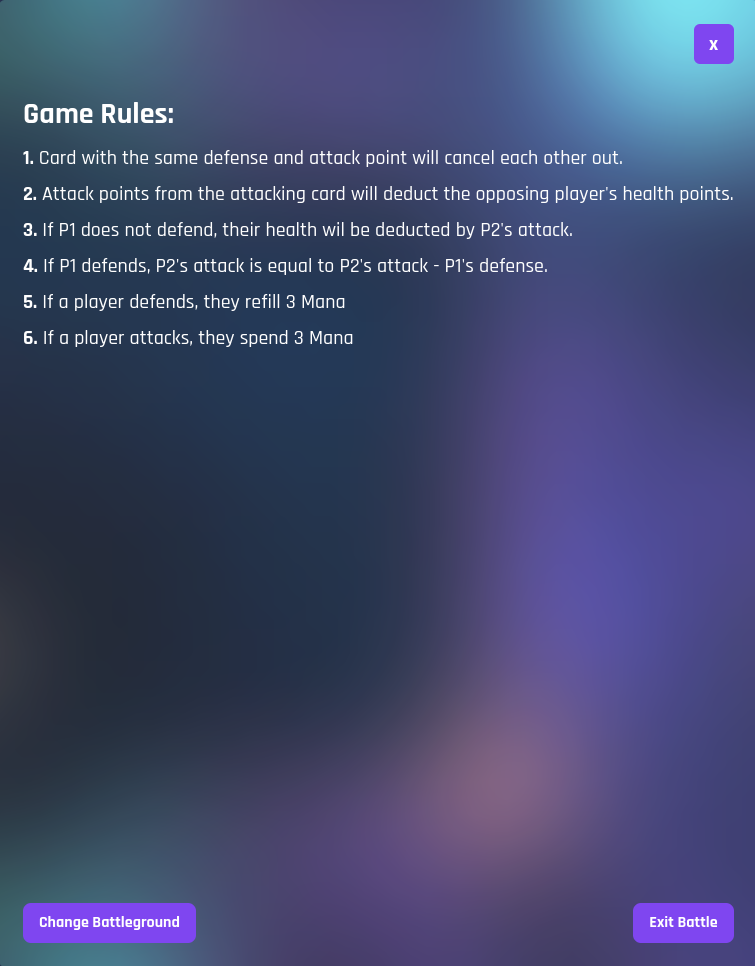 X
Game Rules:
1. Card with the same defense and attack point will cancel each other out.
2. Attack points from the attacking card will deduct the opposing player's health points.
3. If P1 does not defend, their health wil be deducted by P2's attack.
4. If P1 defends, P2's attack is equal to P2's attack - P1's defense.
5. If a player defends, they refill 3 Mana
6. If a player attacks, they spend 3 Mana
Change Battleground
Exit Battle